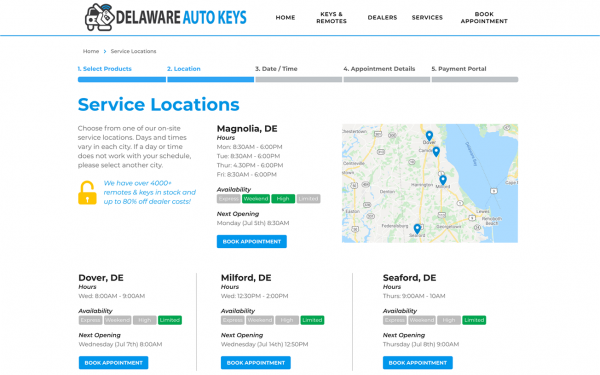 DELAWARE AUTO KEYS
HOME
KEYS &
REMOTES
DEALERS
SERVICES
BOOK
APPOINTMENT
Home > Service Locations
1. Select Products
2. Location
3. Date / Time
4. Appointment Details
5. Payment Portal
Service Locations
Choose from one of our on-site
service locations. Days and times
vary in each city. If a day or time
does not work with your schedule,
please select another city.
We have over 4000+
remotes & keys in stock and
up to 80% off dealer costs!
Magnolia, DE
Hours
Mon: 8:30AM - 6:00PM
Tue: 8:30AM - 6:00PM
Thur: 4:30PM - 6:00PM
Fri: 8:30AM - 6:00PM
Availability
Express Weekend High Limited
Next Opening
Monday (Jul 5th) 8:30AM
BOOK APPOINTMENT
Dover
Harrington
Milford
Federalsburg
Seaford
Dover, DE
Hours
Wed: 8:00AM - 9:00AM
Availability
Express Weekend High Limited
Next Opening
Wednesday (Jul 7th) 8:00AM
BOOK APPOINTMENT
Milford, DE
Hours
Wed: 12:30PM - 2:00PM
Availability
Express Weekend High Limited
Next Opening
Wednesday (Jul 14th) 12:50PM
BOOK APPOINTMENT
Seaford, DE
Hours
Thurs: 9:00AM - 10AM
Availability
Express Weekend High Limited
Next Opening
Thursday (Jul 8th) 9:00AM
BOOK APPOINTMENT